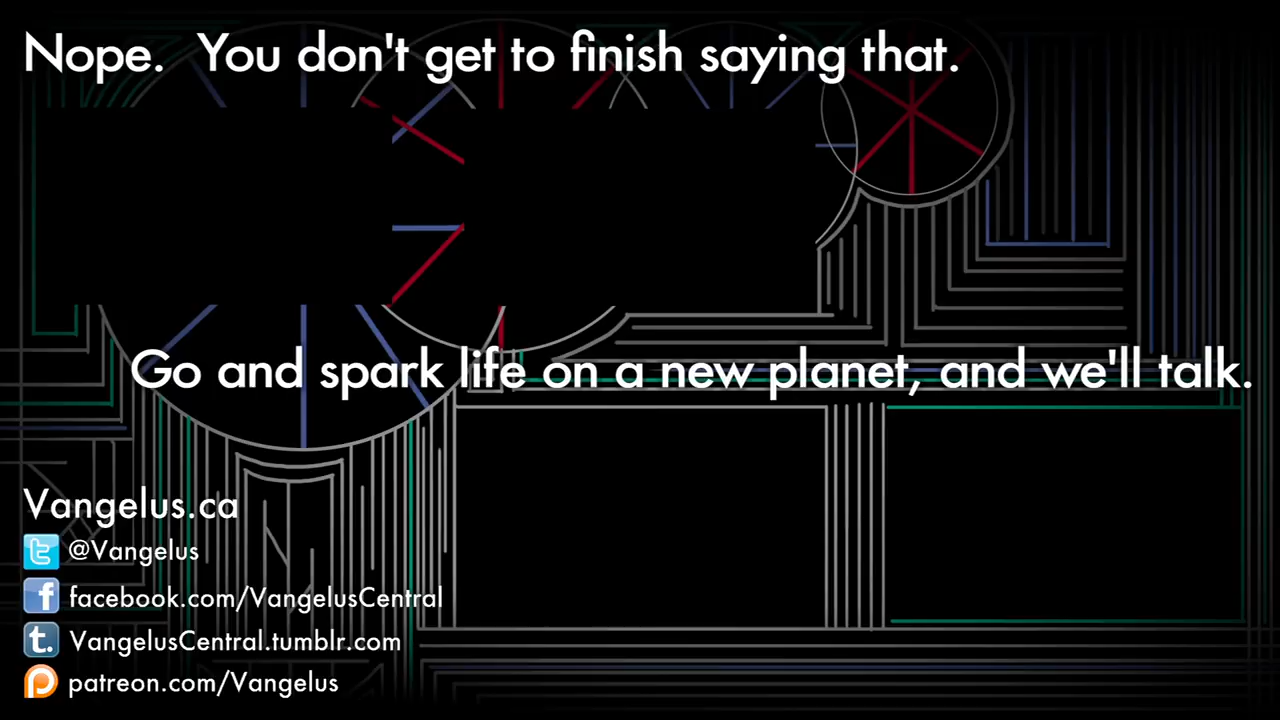 Nope. You don't get to finish saying that.
Go and spark life on a new planet, and we'll talk.
Vangelus.ca
@Vangelus
facebook.com/VangelusCentral
VangelusCentral.tumblr.com
patreon.com/Vangelus